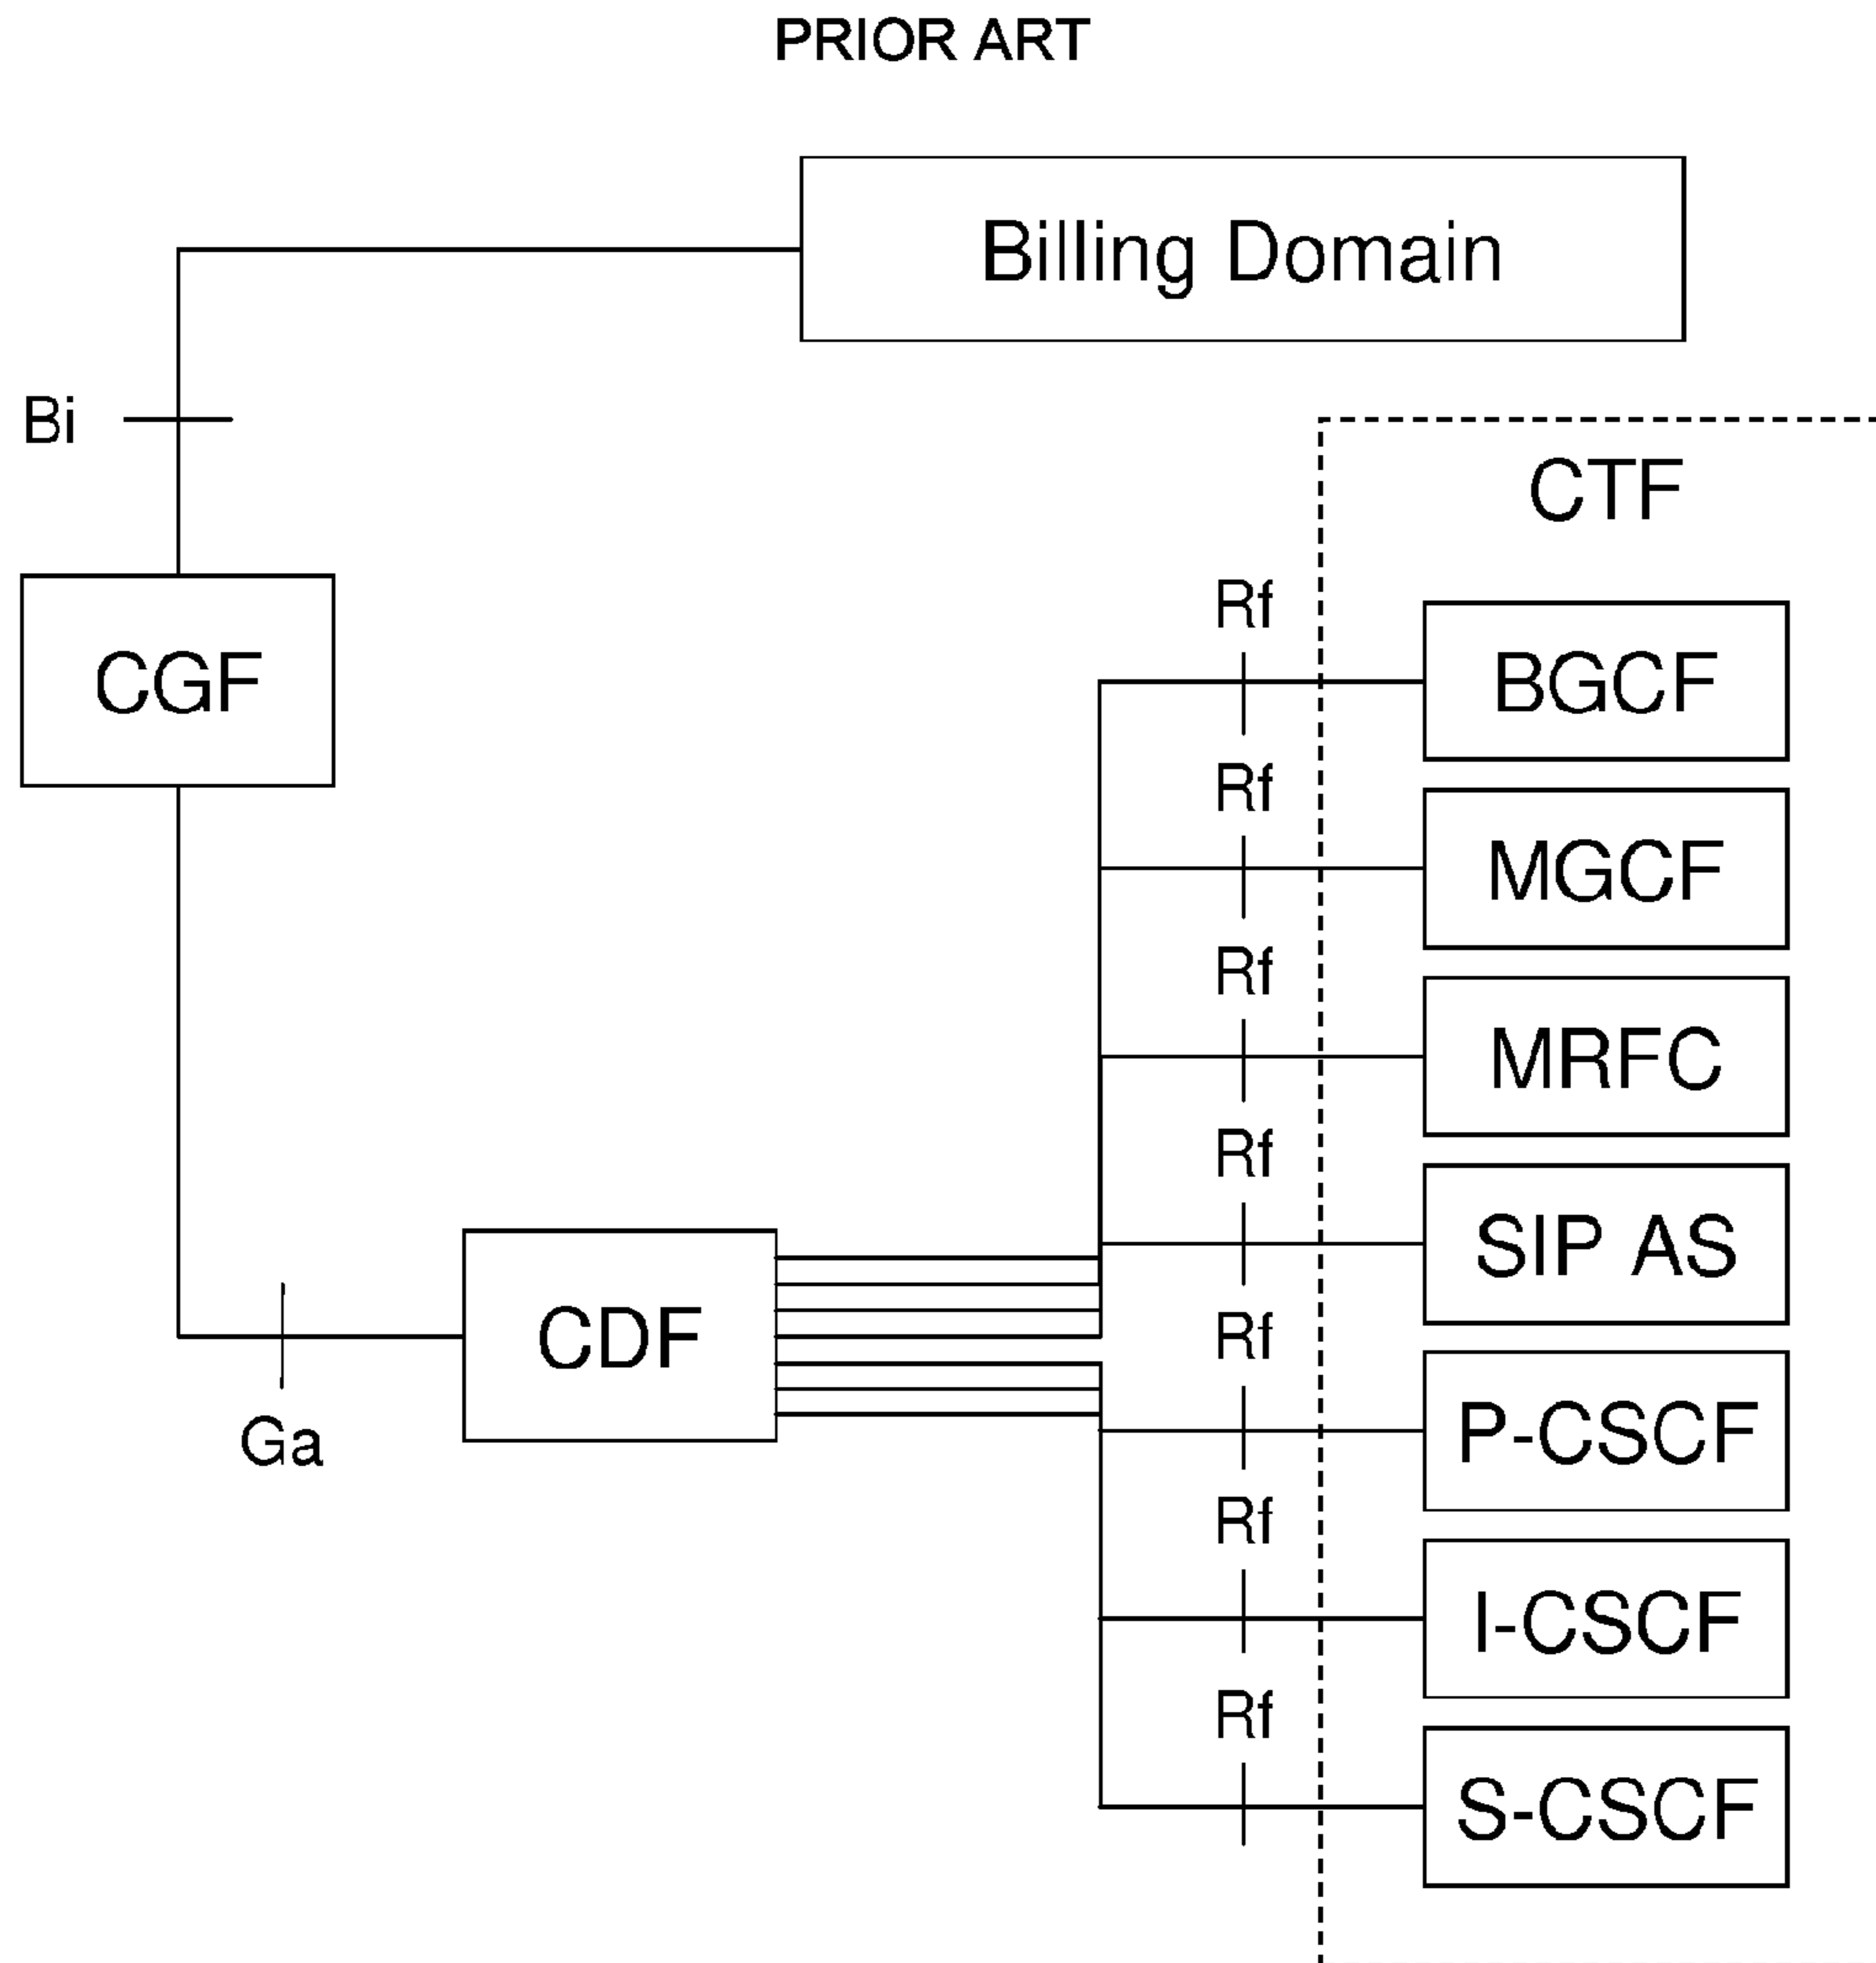 PRIOR ART
Billing Domain
Bi
CTF
CGF
Rf
BGCF
Rf
MGCF
Rf
MRFC
Rf
SIP AS
CDF
Rf
P-CSCF
Ga
Rf
I-CSCF
Rf
S-CSCF